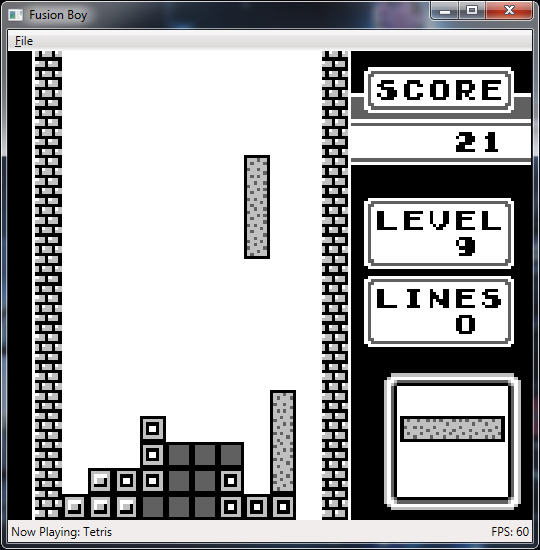 Fusion Boy
File
SCORE
21
LEVEL
9
LINES
0
Now Playing: Tetris
FPS: 60